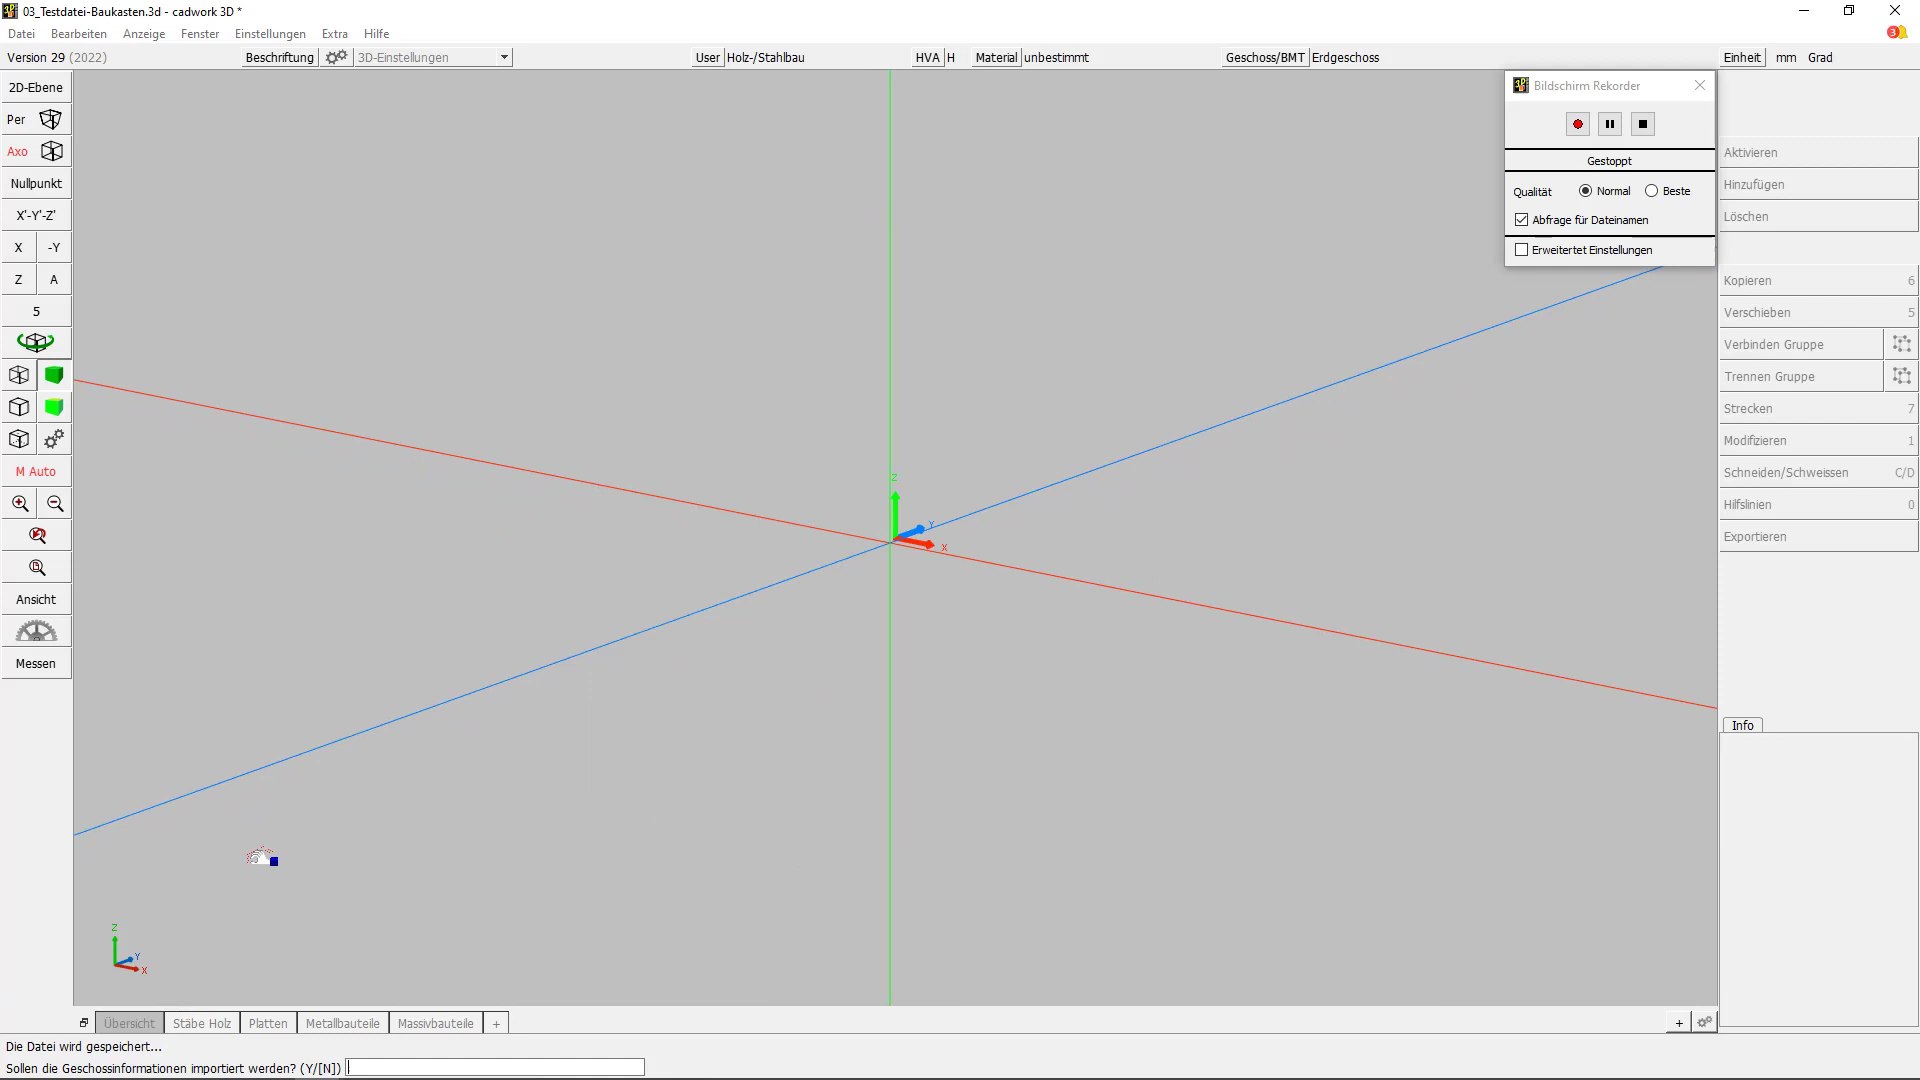 03_Testdatei-Baukasten.3d - cadwork 3D *
Datei Bearbeiten Anzeige Fenster Einstellungen Extra Hilfe
3
Version 29 (2022) Beschriftung 3D-Einstellungen User Holz-/Stahlbau HVA H Material unbestimmt Geschoss/BMT Erdgeschoss Einheit mm Grad
2D-Ebene
Per
Axo
Nullpunkt
X'-Y'-Z'
X -Y
Z A
5
M Auto
Ansicht
Messen
Bildschirm Rekorder
Gestoppt
Qualität Normal Beste
Abfrage für Dateinamen
Erweitertet Einstellungen
Aktivieren
Hinzufügen
Löschen
Kopieren 6
Verschieben 5
Verbinden Gruppe
Trennen Gruppe
Strecken 7
Modifizieren 1
Schneiden/Schweissen C/D
Hilfslinien 0
Exportieren
Info
Z
Y
X
Z
Y
X
Übersicht Stäbe Holz Platten Metallbauteile Massivbauteile + +
Die Datei wird gespeichert...
Sollen die Geschossinformationen importiert werden? (Y/[N])